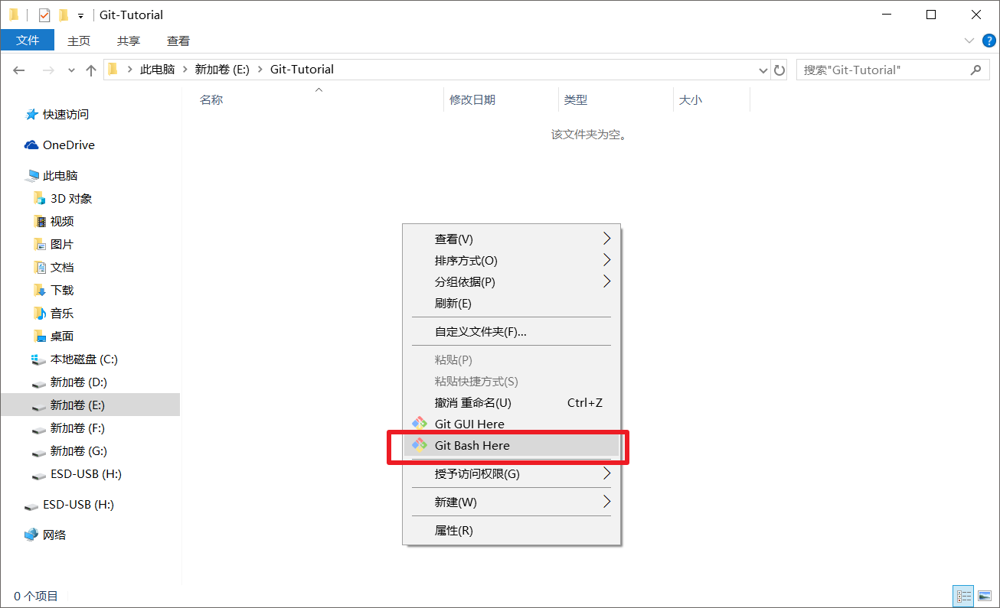 Git-Tutorial
文件 主页 共享 查看
此电脑 新加卷 (E:) Git-Tutorial 搜索"Git-Tutorial"
名称 修改日期 类型 大小
该文件夹为空。
快速访问
OneDrive
此电脑
3D 对象
视频
图片
文档
下载
音乐
桌面
本地磁盘 (C:)
新加卷 (D:)
新加卷 (E:)
新加卷 (F:)
新加卷 (G:)
ESD-USB (H:)
ESD-USB (H:)
网络
查看(V)
排序方式(O)
分组依据(P)
刷新(E)
自定义文件夹(F)...
粘贴(P)
粘贴快捷方式(S)
撤消 重命名(U) Ctrl+Z
Git GUI Here
Git Bash Here
授予访问权限(G)
新建(W)
属性(R)
0 个项目